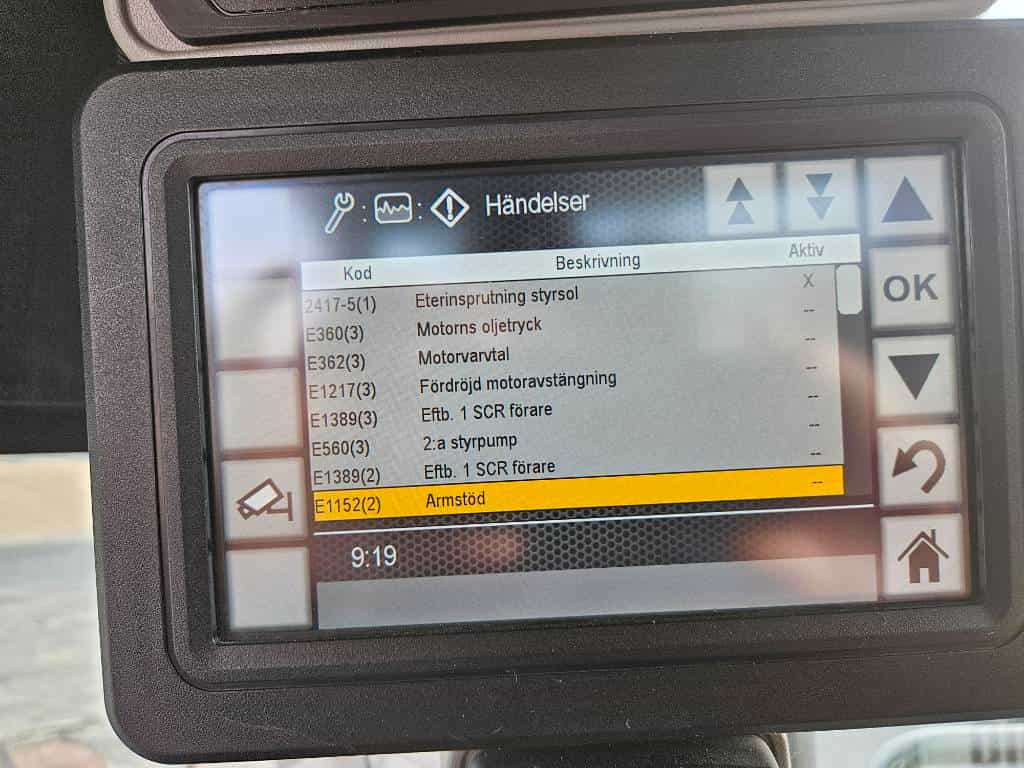 Händelser
Kod Beskrivning Aktiv
2417-5(1) Eterinsprutning styrsol X
E360(3) Motorns oljetryck --
E362(3) Motorvarvtal --
E1217(3) Fördröjd motoravstängning --
E1389(3) Eftb. 1 SCR förare --
E560(3) 2:a styrpump --
E1389(2) Eftb. 1 SCR förare --
E1152(2) Armstöd --
9:19
OK